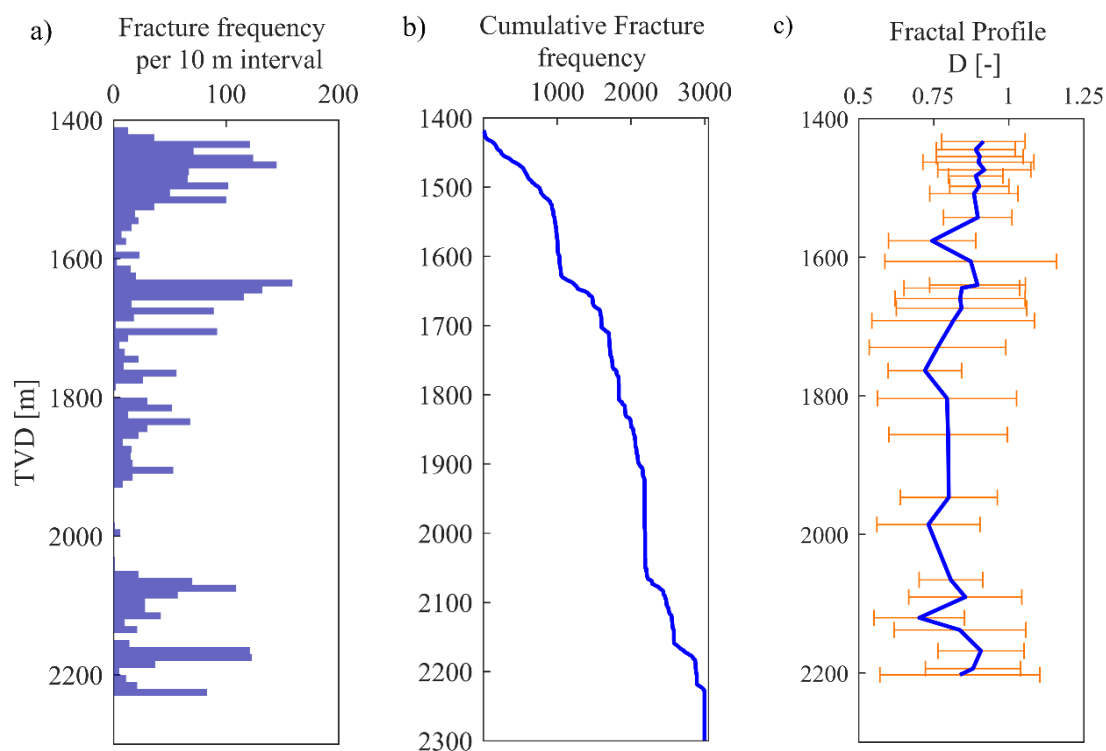 a)
Fracture frequency
per 10 m interval
0 100 200
TVD [m]
1400
1600
1800
2000
2200
b)
Cumulative Fracture
frequency
1000 2000 3000
1400
1500
1600
1700
1800
1900
2000
2100
2200
2300
c)
Fractal Profile
D [-]
0.5 0.75 1 1.25
1400
1600
1800
2000
2200